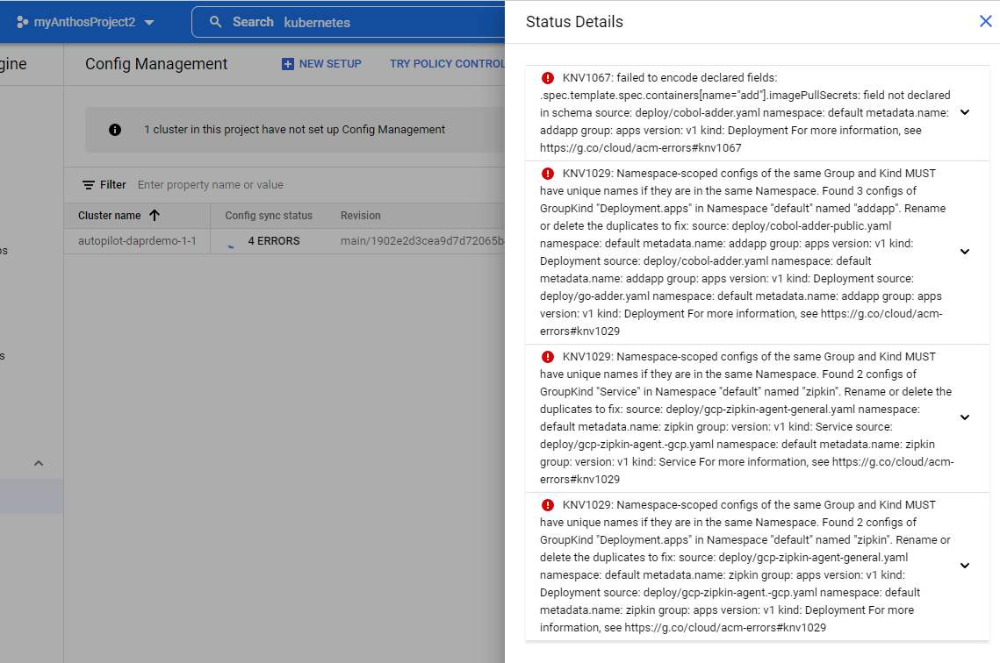 myAnthosProject2
Search kubernetes
gine
Config Management
NEW SETUP
TRY POLICY CONTROL
1 cluster in this project have not set up Config Management
Filter Enter property name or value
Cluster name
Config sync status
Revision
autopilot-daprdemo-1-1
4 ERRORS
main/1902e2d3cea9d7d72065b
os
s
Status Details
KNV1067: failed to encode declared fields:
.spec.template.spec.containers[name="add"].imagePullSecrets: field not declared
in schema source: deploy/cobol-adder.yaml namespace: default metadata.name:
addapp group: apps version: v1 kind: Deployment For more information, see
https://g.co/cloud/acm-errors#knv1067
KNV1029: Namespace-scoped configs of the same Group and Kind MUST
have unique names if they are in the same Namespace. Found 3 configs of
GroupKind "Deployment.apps" in Namespace "default" named "addapp". Rename
or delete the duplicates to fix: source: deploy/cobol-adder-public.yaml
namespace: default metadata.name: addapp group: apps version: v1 kind:
Deployment source: deploy/cobol-adder.yaml namespace: default
metadata.name: addapp group: apps version: v1 kind: Deployment source:
deploy/go-adder.yaml namespace: default metadata.name: addapp group: apps
version: v1 kind: Deployment For more information, see https://g.co/cloud/acm-
errors#knv1029
KNV1029: Namespace-scoped configs of the same Group and Kind MUST
have unique names if they are in the same Namespace. Found 2 configs of
GroupKind "Service" in Namespace "default" named "zipkin". Rename or delete the
duplicates to fix: source: deploy/gcp-zipkin-agent-general.yaml namespace:
default metadata.name: zipkin group: version: v1 kind: Service source:
deploy/gcp-zipkin-agent.-gcp.yaml namespace: default metadata.name: zipkin
group: version: v1 kind: Service For more information, see https://g.co/cloud/acm-
errors#knv1029
KNV1029: Namespace-scoped configs of the same Group and Kind MUST
have unique names if they are in the same Namespace. Found 2 configs of
GroupKind "Deployment.apps" in Namespace "default" named "zipkin". Rename or
delete the duplicates to fix: source: deploy/gcp-zipkin-agent-general.yaml
namespace: default metadata.name: zipkin group: apps version: v1 kind:
Deployment source: deploy/gcp-zipkin-agent.-gcp.yaml namespace: default
metadata.name: zipkin group: apps version: v1 kind: Deployment For more
information, see https://g.co/cloud/acm-errors#knv1029